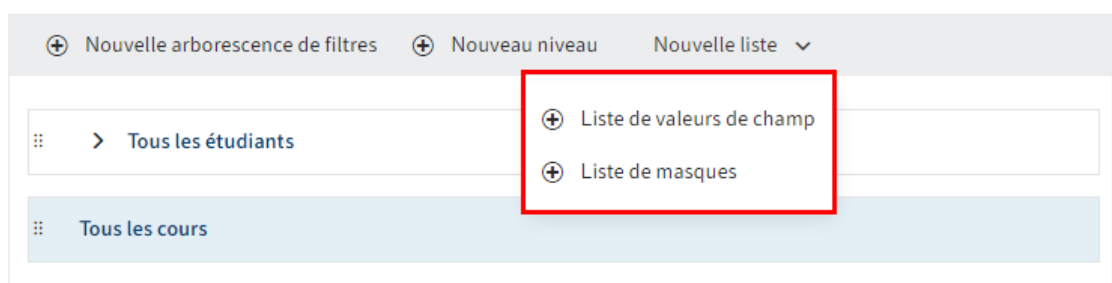 Nouvelle arborescence de filtres Nouveau niveau Nouvelle liste
Liste de valeurs de champ
Tous les étudiants
Liste de masques
Tous les cours